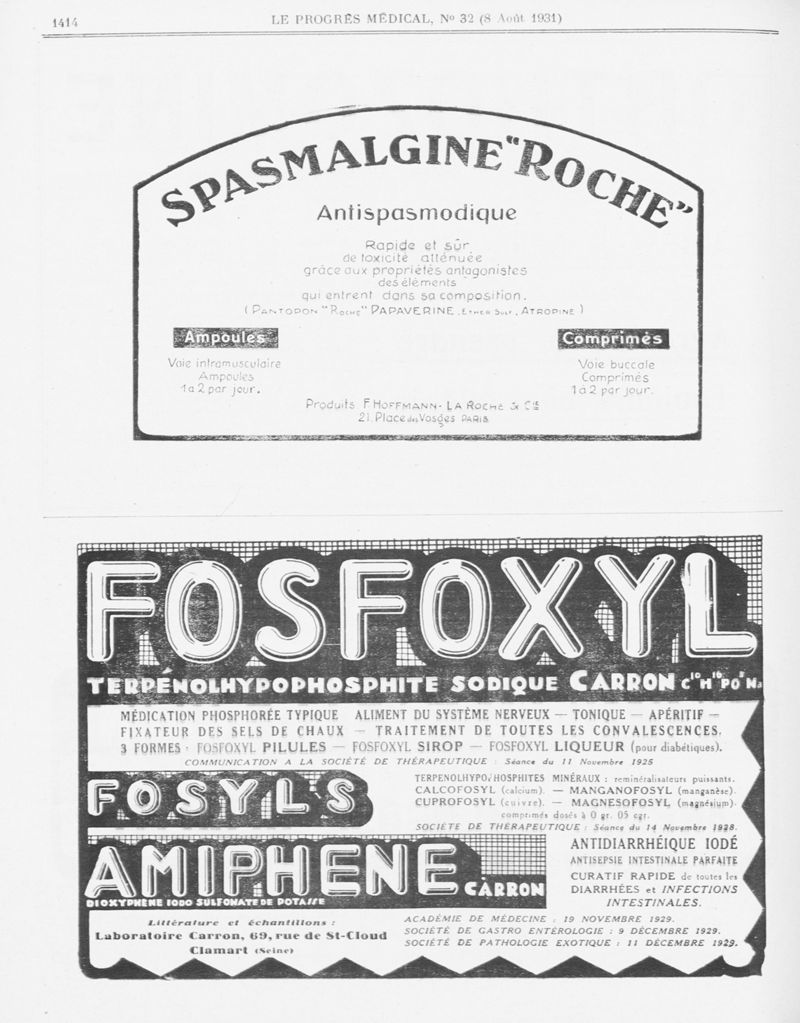 1414
LE PROGRÈS MÉDICAL, No 32 (8 Août 1931)
SPASMALGINE "ROCHE"
Antispasmodique
Rapide et sûr
de toxicité atténuée
grâce aux propriétés antagonistes
des éléments
qui entrent dans sa composition.
(PANTOPON "ROCHE" PAPAVERINE, ETHER SULF., ATROPINE)
Ampoules
Voie intramusculaire
Ampoules
1 à 2 par jour.
Comprimés
Voie buccale
Comprimés
1 à 2 par jour.
Produits F. HOFFMANN-LA ROCHE & Cie
21. Place des Vosges PARIS
FOSFOXYL
TERPÉNOLHYPOPHOSPHITE SODIQUE CARRON C10H16PO2Na
MÉDICATION PHOSPHORÉE TYPIQUE ALIMENT DU SYSTÈME NERVEUX — TONIQUE — APÉRITIF —
FIXATEUR DES SELS DE CHAUX — TRAITEMENT DE TOUTES LES CONVALESCENCES.
3 FORMES : FOSFOXYL PILULES — FOSFOXYL SIROP — FOSFOXYL LIQUEUR (pour diabétiques).
COMMUNICATION A LA SOCIÉTÉ DE THÉRAPEUTIQUE : Séance du 11 Novembre 1925
FOSYLS
TERPENOLHYPOPHOSHITES MINÉRAUX : reminéralisateurs puissants.
CALCOFOSYL (calcium). — MANGANOFOSYL (manganèse).
CUPROFOSYL (cuivre). — MAGNESOFOSYL (magnésium).
comprimés dosés à 0 gr. 05 cgr.
SOCIÉTÉ DE THÉRAPEUTIQUE : Séance du 14 Novembre 1928.
AMIPHENE CARRON
DIOXYPHÈNE IODO SULFONATE DE POTASSE
ANTIDIARRHÉIQUE IODÉ
ANTISEPSIE INTESTINALE PARFAITE
CURATIF RAPIDE de toutes les
DIARRHÉES et INFECTIONS
INTESTINALES.
Littérature et échantillons :
Laboratoire Carron, 69, rue de St-Cloud
Clamart (Seine)
ACADÉMIE DE MÉDECINE : 19 NOVEMBRE 1929.
SOCIÉTÉ DE GASTRO ENTÉROLOGIE : 9 DÉCEMBRE 1929.
SOCIÉTÉ DE PATHOLOGIE EXOTIQUE : 11 DÉCEMBRE 1929.